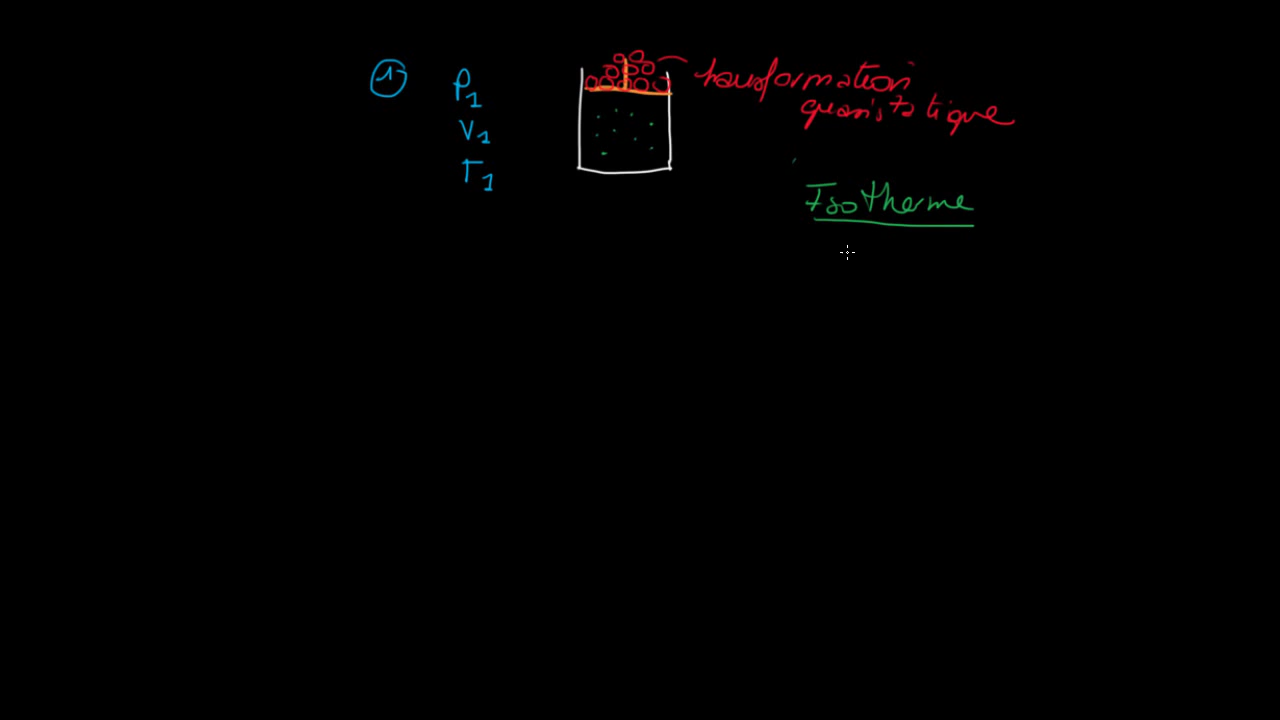 1
P1
V1
T1
transformation
quasistatique
Isotherme